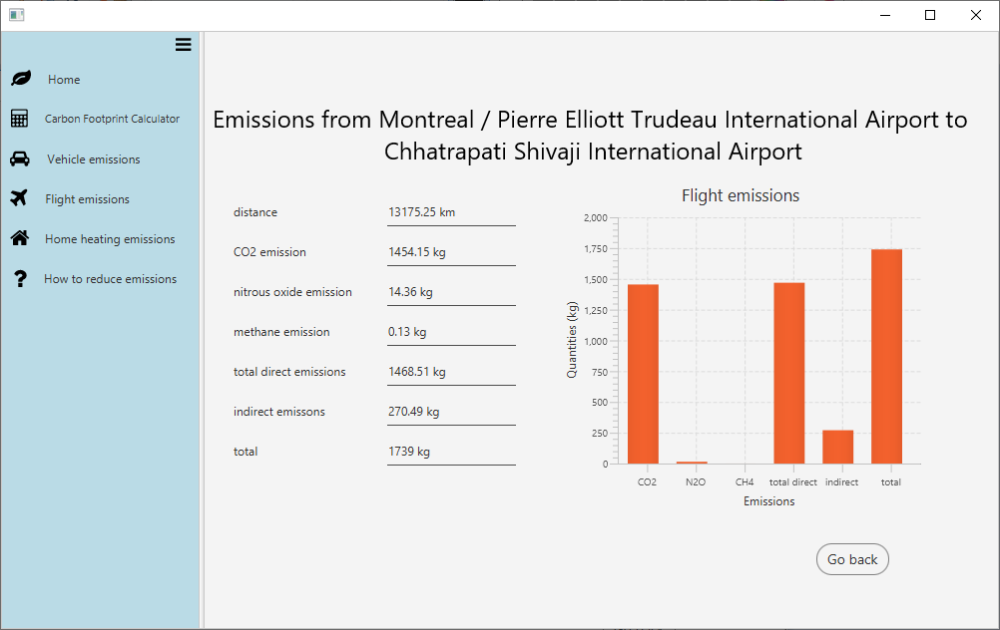 Home
Carbon Footprint Calculator
Vehicle emissions
Flight emissions
Home heating emissions
? How to reduce emissions
Emissions from Montreal / Pierre Elliott Trudeau International Airport to
Chhatrapati Shivaji International Airport
distance 13175.25 km
CO2 emission 1454.15 kg
nitrous oxide emission 14.36 kg
methane emission 0.13 kg
total direct emissions 1468.51 kg
indirect emissons 270.49 kg
total 1739 kg
Flight emissions
Quantities (kg)
2,000
1,750
1,500
1,250
1,000
750
500
250
0
CO2 N2O CH4 total direct indirect total
Emissions
Go back